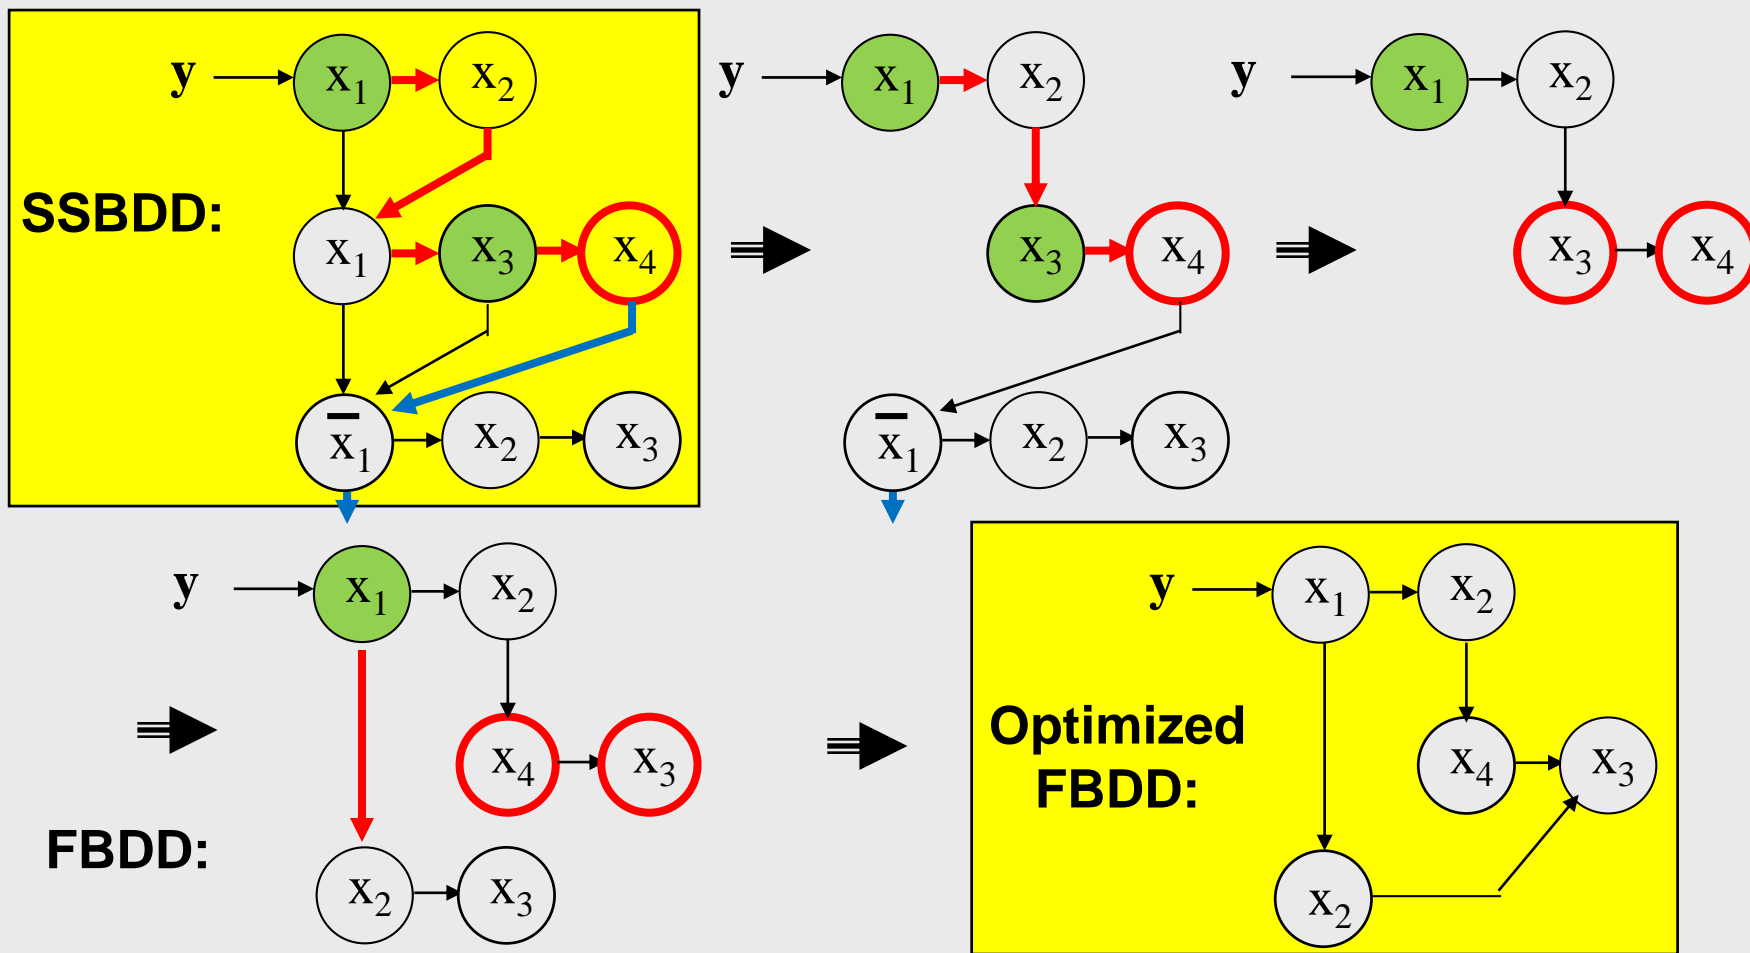 y x₁ x₂
SSBDD:
x₁ x₃ x₄
x̅₁ x₂ x₃
y x₁ x₂
x₃ x₄
x̅₁ x₂ x₃
y x₁ x₂
x₃ x₄
y x₁ x₂
x₄ x₃
FBDD:
x₂ x₃
y x₁ x₂
Optimized
FBDD:
x₄ x₃
x₂